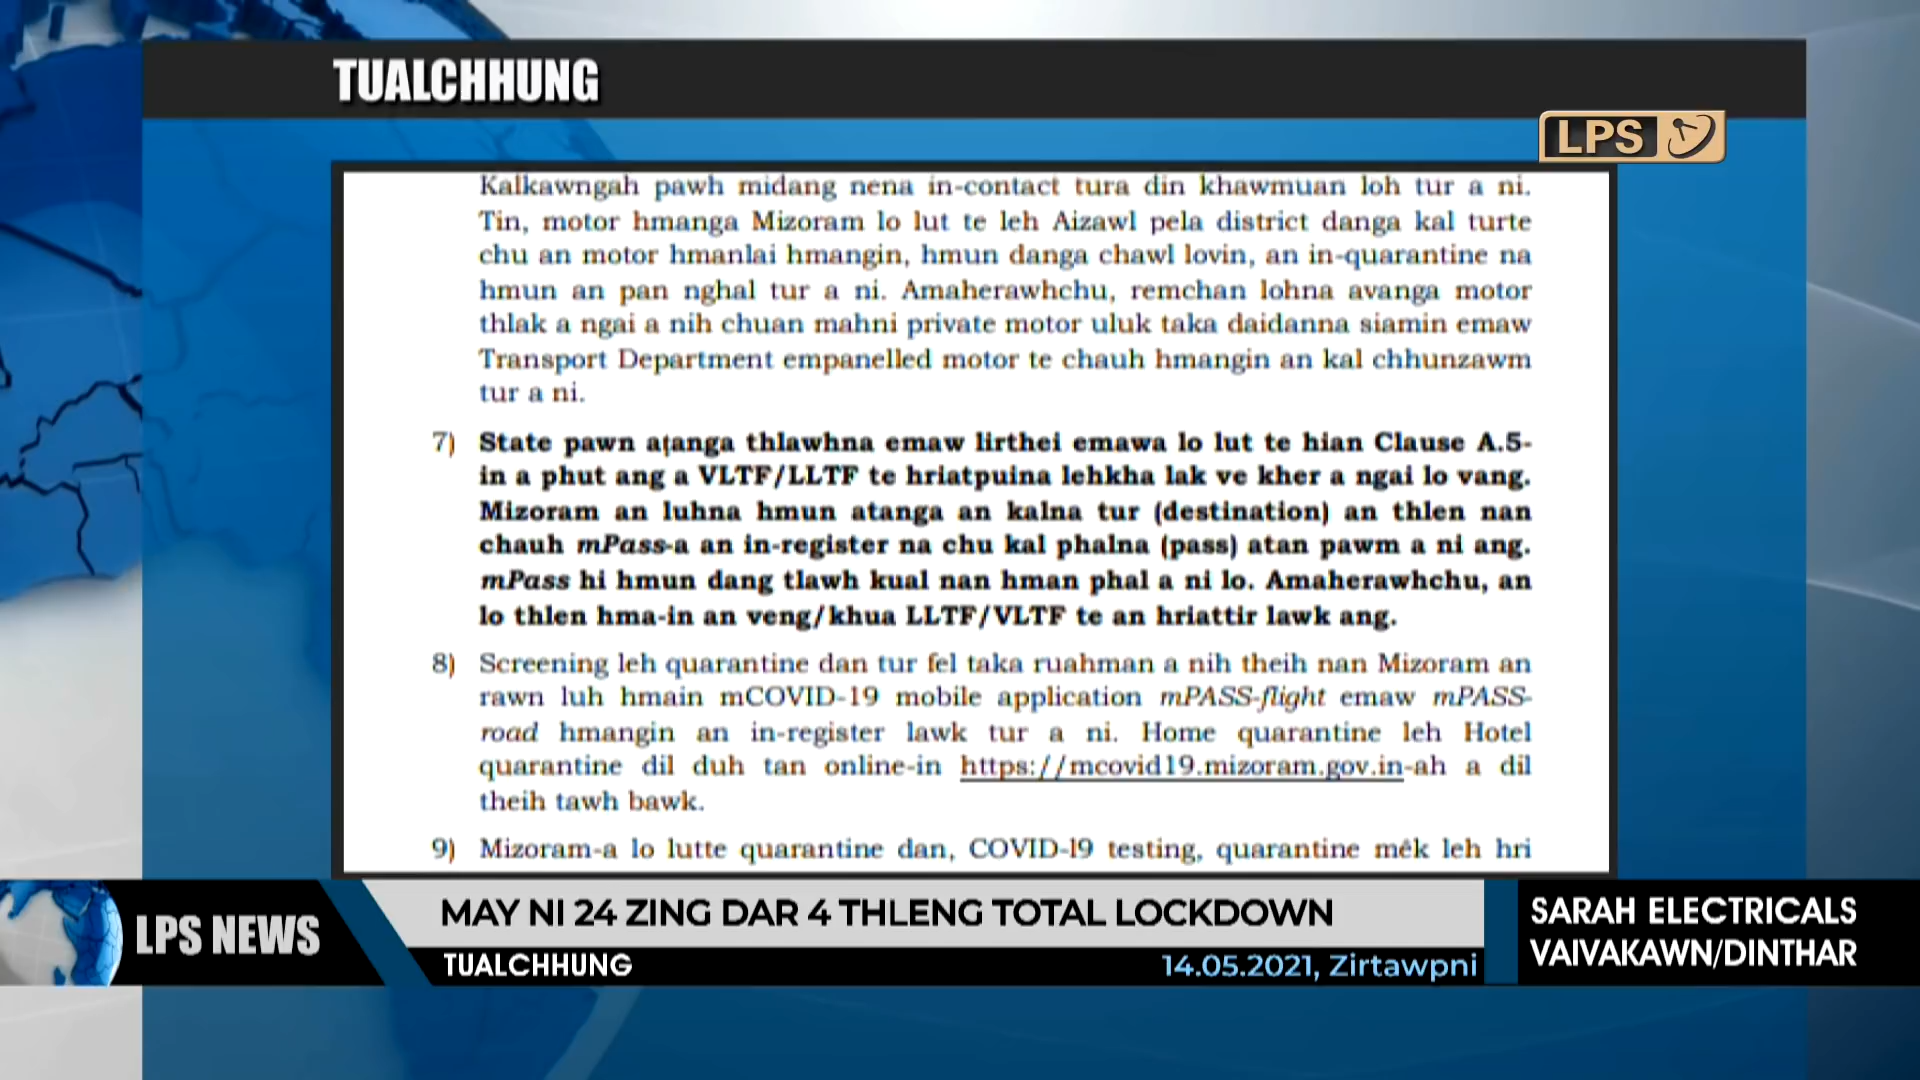 TUALCHHUNG
LPS
Kalkawngah pawh midang nena in-contact tura din khawmuan loh tur a ni.
Tin, motor hmanga Mizoram lo lut te leh Aizawl pela district danga kal turte
chu an motor hmanlai hmangin, hmun danga chawl lovin, an in-quarantine na
hmun an pan nghal tur a ni. Amaherawhchu, remchan lohna avanga motor
thlak a ngai a nih chuan mahni private motor uluk taka daidanna siamin emaw
Transport Department empanelled motor te chauh hmangin an kal chhunzawm
tur a ni.
7) State pawn aṭanga thlawhna emaw lirthei emawa lo lut te hian Clause A.5-
in a phut ang a VLTF/LLTF te hriatpuina lehkha lak ve kher a ngai lo vang.
Mizoram an luhna hmun atanga an kalna tur (destination) an thlen nan
chauh mPass-a an in-register na chu kal phalna (pass) atan pawm a ni ang.
mPass hi hmun dang tlawh kual nan hman phal a ni lo. Amaherawhchu, an
lo thlen hma-in an veng/khua LLTF/VLTF te an hriattir lawk ang.
8) Screening leh quarantine dan tur fel taka ruahman a nih theih nan Mizoram an
rawn luh hmain mCOVID-19 mobile application mPASS-flight emaw mPASS-
road hmangin an in-register lawk tur a ni. Home quarantine leh Hotel
quarantine dil duh tan online-in https://mcovid19.mizoram.gov.in-ah a dil
theih tawh bawk.
9) Mizoram-a lo lutte quarantine dan, COVID-19 testing, quarantine mêk leh hri
LPS NEWS
MAY NI 24 ZING DAR 4 THLENG TOTAL LOCKDOWN
TUALCHHUNG
14.05.2021, Zirtawpni
SARAH ELECTRICALS
VAIVAKAWN/DINTHAR